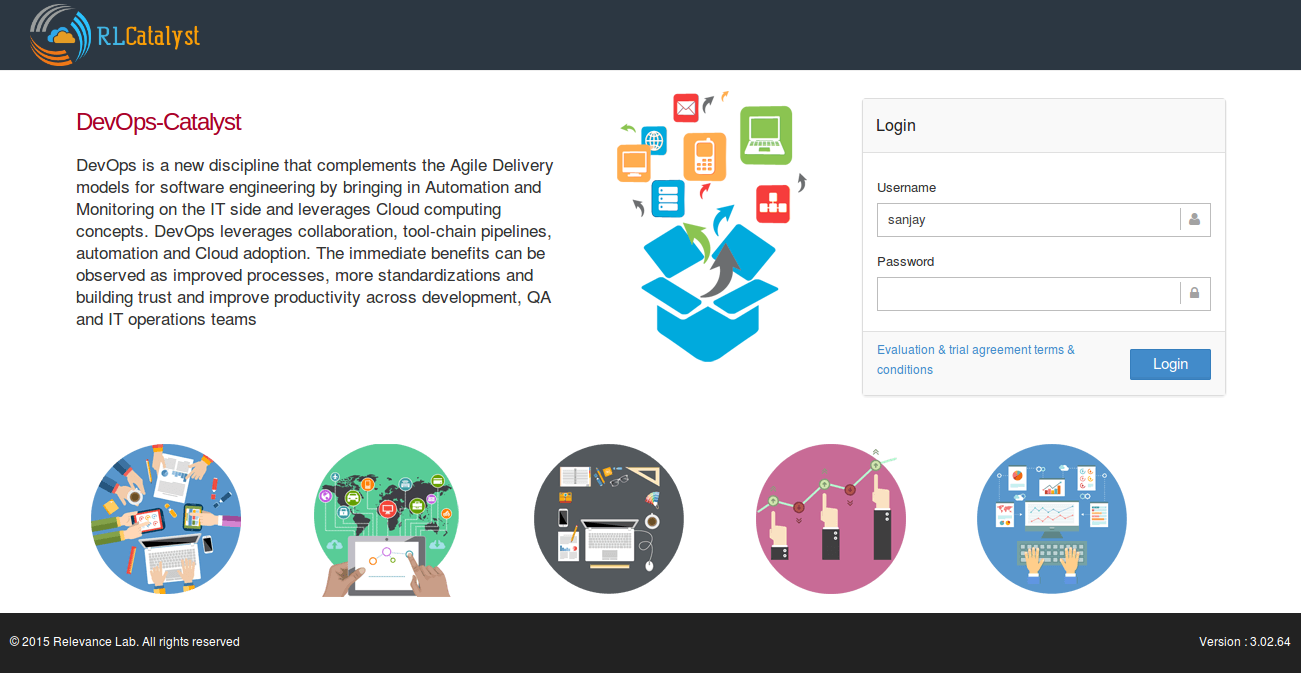 RLCatalyst
DevOps-Catalyst
DevOps is a new discipline that complements the Agile Delivery
models for software engineering by bringing in Automation and
Monitoring on the IT side and leverages Cloud computing
concepts. DevOps leverages collaboration, tool-chain pipelines,
automation and Cloud adoption. The immediate benefits can be
observed as improved processes, more standardizations and
building trust and improve productivity across development, QA
and IT operations teams
Login
Username
sanjay
Password
Evaluation & trial agreement terms &
conditions
Login
© 2015 Relevance Lab. All rights reserved
Version : 3.02.64